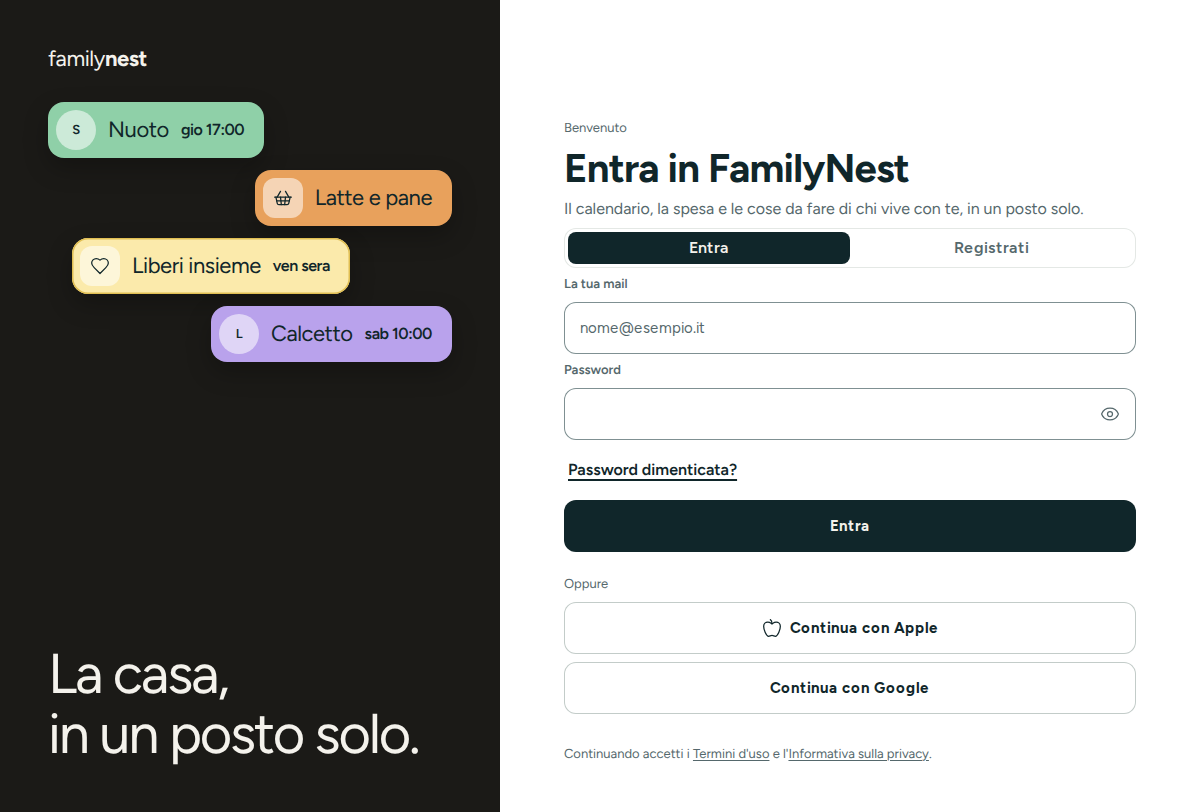 familynest
S Nuoto gio 17:00
Latte e pane
Liberi insieme ven sera
L Calcetto sab 10:00
La casa,
in un posto solo.
Benvenuto
Entra in FamilyNest
Il calendario, la spesa e le cose da fare di chi vive con te, in un posto solo.
Entra Registrati
La tua mail
nome@esempio.it
Password
Password dimenticata?
Entra
Oppure
Continua con Apple
Continua con Google
Continuando accetti i Termini d'uso e l'Informativa sulla privacy.